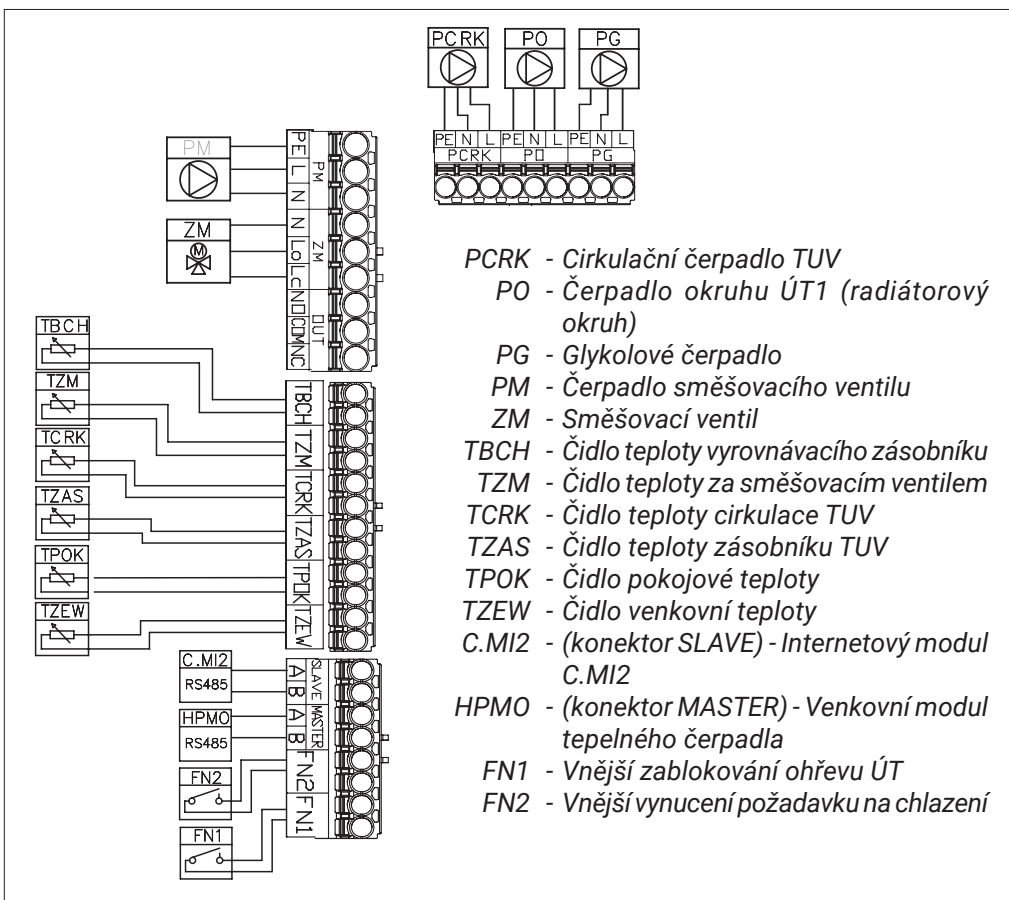 PCRK PO PG
PE N L PE N L PE N L
PCRK PO PG
PM
PE
L
N
PM
ZM
N
Lo
Lc
ZM
NO
COM
NC
OUT
TBCH
TZM
TCRK
TZAS
TPOK
TZEW
TBCH
TZM
TCRK
TZAS
TPOK
TZEW
C.MI2
RS485
HPMO
RS485
FN2
FN1
A
B
SLAVE
A
B
MASTER
FN2
FN1
PCRK - Cirkulační čerpadlo TUV
PO - Čerpadlo okruhu ÚT1 (radiátorový
okruh)
PG - Glykolové čerpadlo
PM - Čerpadlo směšovacího ventilu
ZM - Směšovací ventil
TBCH - Čidlo teploty vyrovnávacího zásobníku
TZM - Čidlo teploty za směšovacím ventilem
TCRK - Čidlo teploty cirkulace TUV
TZAS - Čidlo teploty zásobníku TUV
TPOK - Čidlo pokojové teploty
TZEW - Čidlo venkovní teploty
C.MI2 - (konektor SLAVE) - Internetový modul
C.MI2
HPMO - (konektor MASTER) - Venkovní modul
tepelného čerpadla
FN1 - Vnější zablokování ohřevu ÚT
FN2 - Vnější vynucení požadavku na chlazení